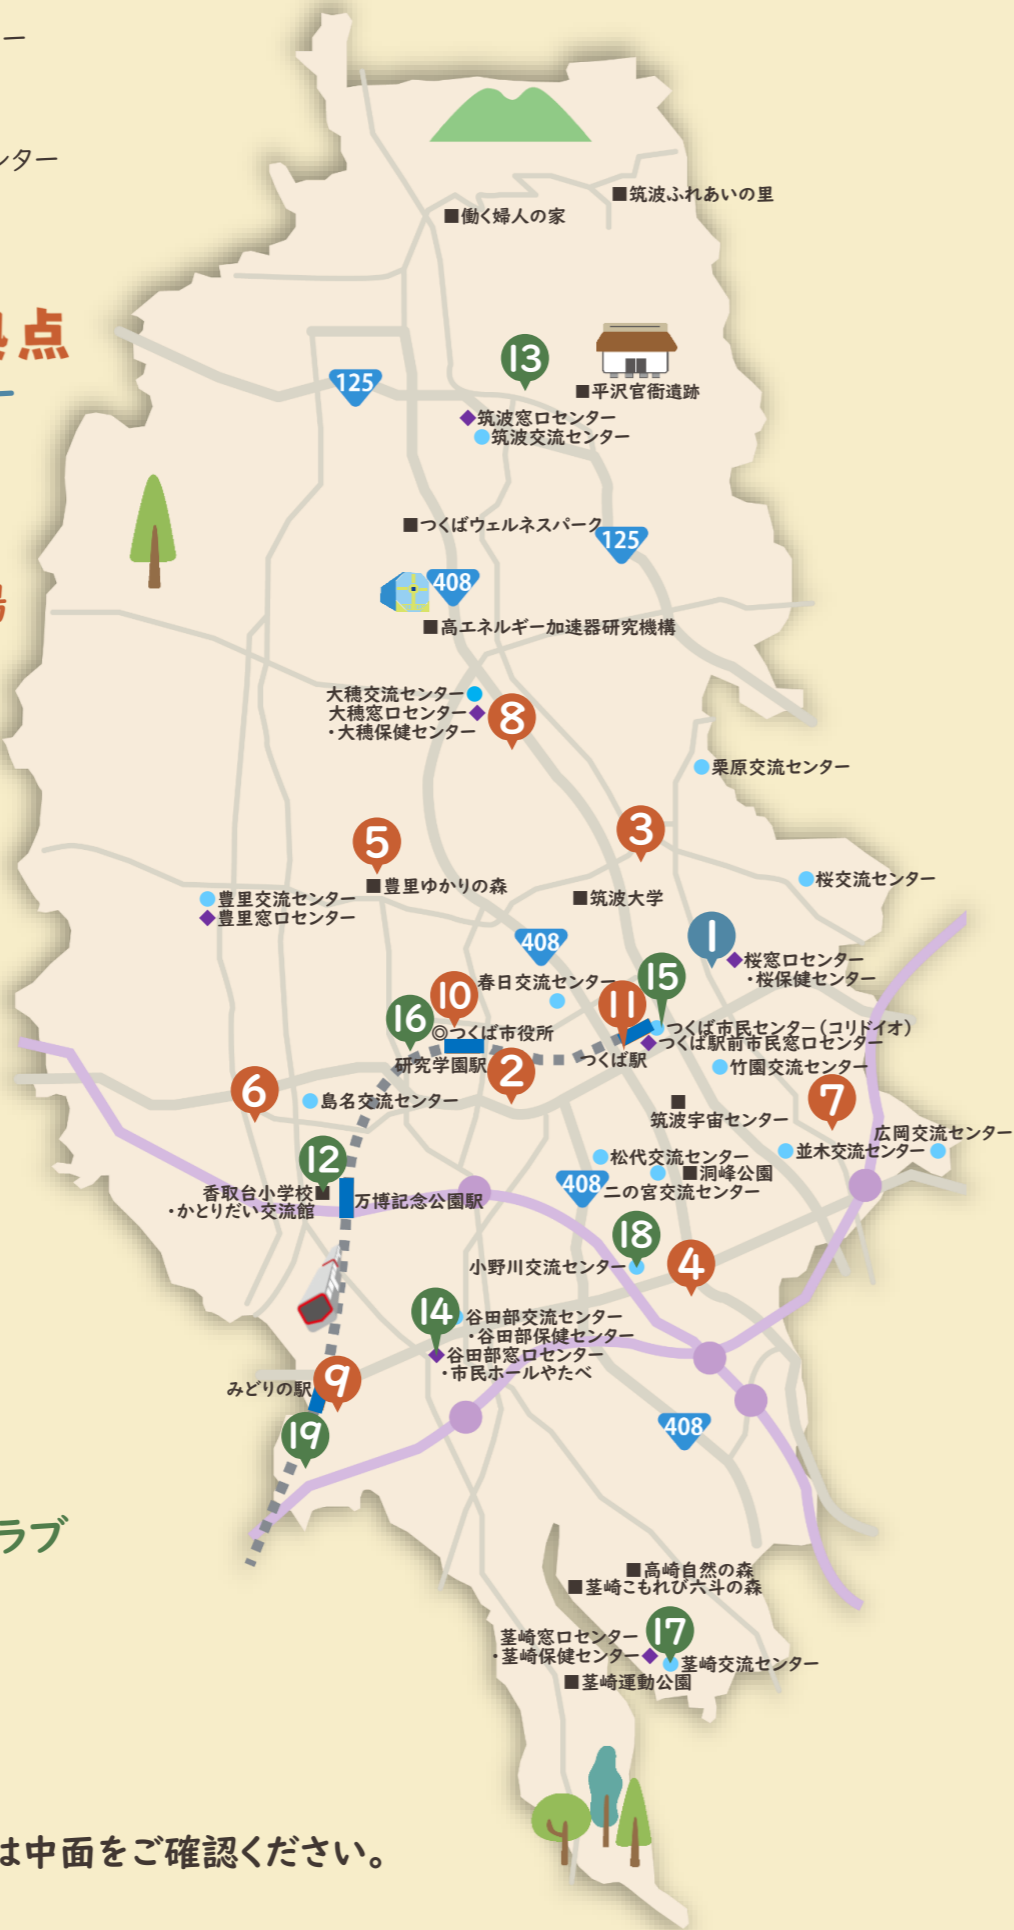 ー
ンター
■筑波ふれあいの里
■働く婦人の家
点
13
125
■平沢官衙遺跡
筑波窓口センター
筑波交流センター
■つくばウェルネスパーク
125
408
■高エネルギー加速器研究機構
大穂交流センター
大穂窓口センター
・大穂保健センター
8
栗原交流センター
3
5
■豊里ゆかりの森
桜交流センター
豊里交流センター
豊里窓口センター
■筑波大学
1
408
桜窓口センター
・桜保健センター
15
春日交流センター
10
11
16
◎つくば市役所
つくば市民センター(コリドイオ)
つくば駅前市民窓口センター
つくば駅
研究学園駅
2
竹園交流センター
6
島名交流センター
7
■
筑波宇宙センター
広岡交流センター
並木交流センター
松代交流センター
■洞峰公園
12
408
二の宮交流センター
香取台小学校■
・かとりだい交流館
万博記念公園駅
18
小野川交流センター
4
14
谷田部交流センター
・谷田部保健センター
谷田部窓口センター
・市民ホールやたべ
みどりの駅
9
19
408
ラブ
■高崎自然の森
■茎崎こもれび六斗の森
17
茎崎窓口センター
・茎崎保健センター
茎崎交流センター
■茎崎運動公園
は中面をご確認ください。